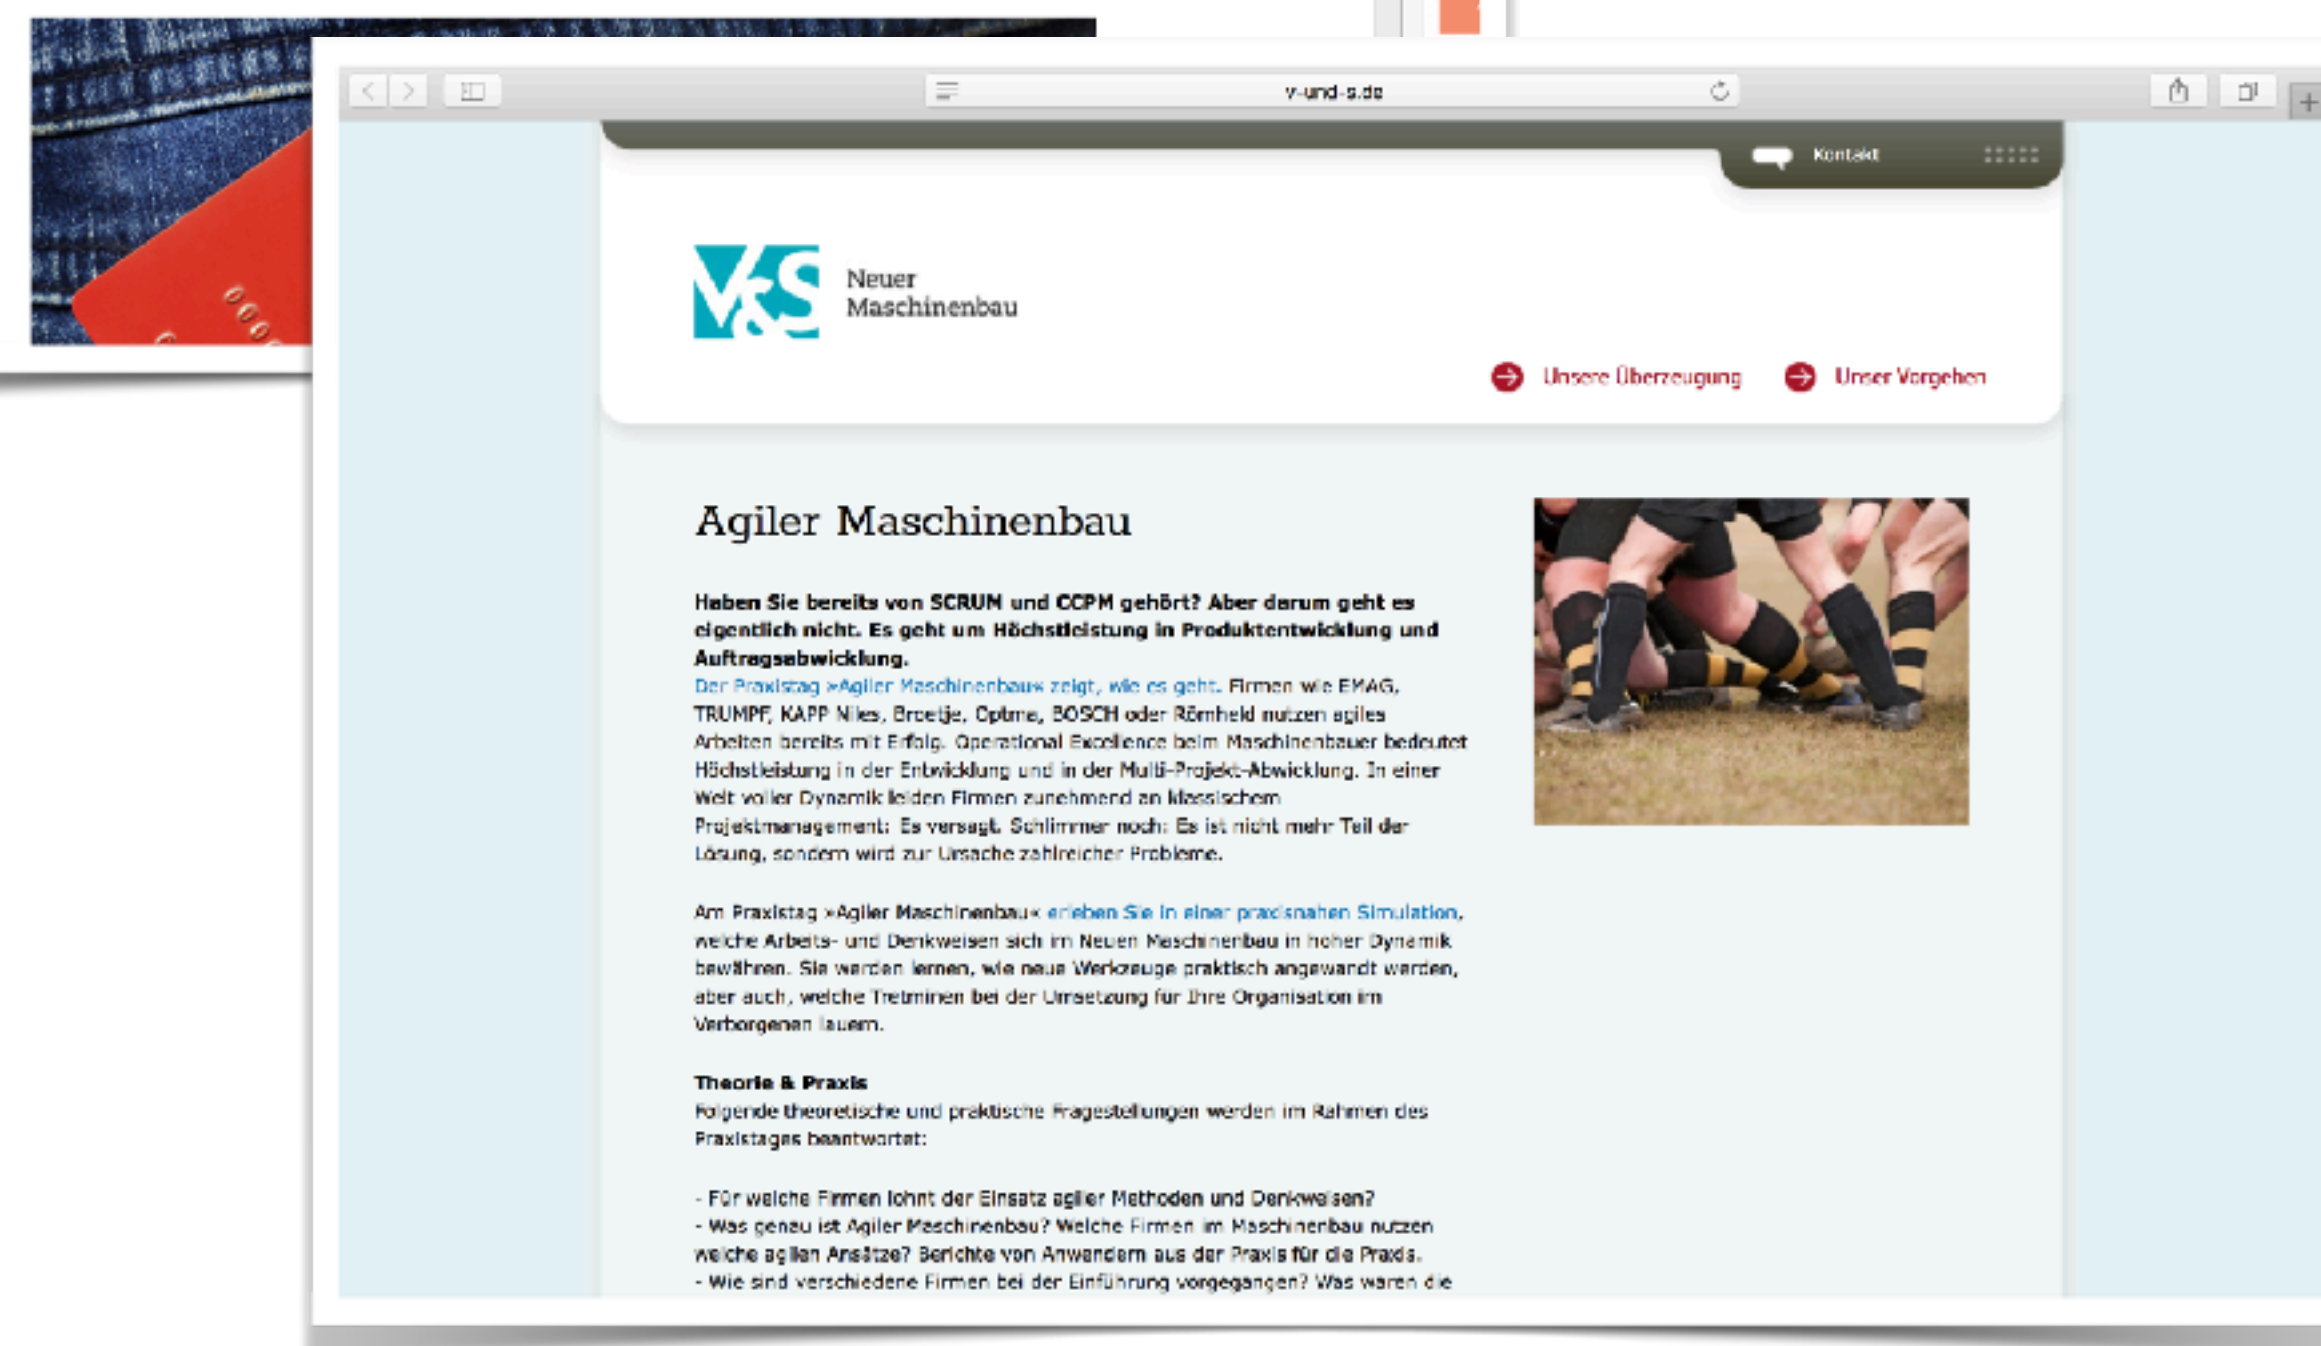 v-und-s.de
Kontakt
V&S
Neuer
Maschinenbau
Unsere Überzeugung
Unser Vorgehen
Agiler Maschinenbau
Haben Sie bereits von SCRUM und CCPM gehört? Aber darum geht es
eigentlich nicht. Es geht um Höchstleistung in Produktentwicklung und
Auftragsabwicklung.
Der Praxistag »Agiler Maschinenbau« zeigt, wie es geht. Firmen wie EMAG,
TRUMPF, KAPP Niles, Broetje, Optma, BOSCH oder Römheld nutzen agiles
Arbeiten bereits mit Erfolg. Operational Excellence beim Maschinenbauer bedeutet
Höchstleistung in der Entwicklung und in der Multi-Projekt-Abwicklung. In einer
Welt voller Dynamik leiden Firmen zunehmend an klassischem
Projektmanagement: Es versagt. Schlimmer noch: Es ist nicht mehr Teil der
Lösung, sondern wird zur Ursache zahlreicher Probleme.
Am Praxistag »Agiler Maschinenbau« erleben Sie in einer praxisnahen Simulation,
welche Arbeits- und Denkweisen sich im Neuen Maschinenbau in hoher Dynamik
bewähren. Sie werden lernen, wie neue Werkzeuge praktisch angewandt werden,
aber auch, welche Tretminen bei der Umsetzung für Ihre Organisation im
Verborgenen lauern.
Theorie & Praxis
Folgende theoretische und praktische Fragestellungen werden im Rahmen des
Praxistages beantwortet:
- Für welche Firmen lohnt der Einsatz agiler Methoden und Denkweisen?
- Was genau ist Agiler Maschinenbau? Welche Firmen im Maschinenbau nutzen
welche agilen Ansätze? Berichte von Anwendern aus der Praxis für die Praxis.
- Wie sind verschiedene Firmen bei der Einführung vorgegangen? Was waren die